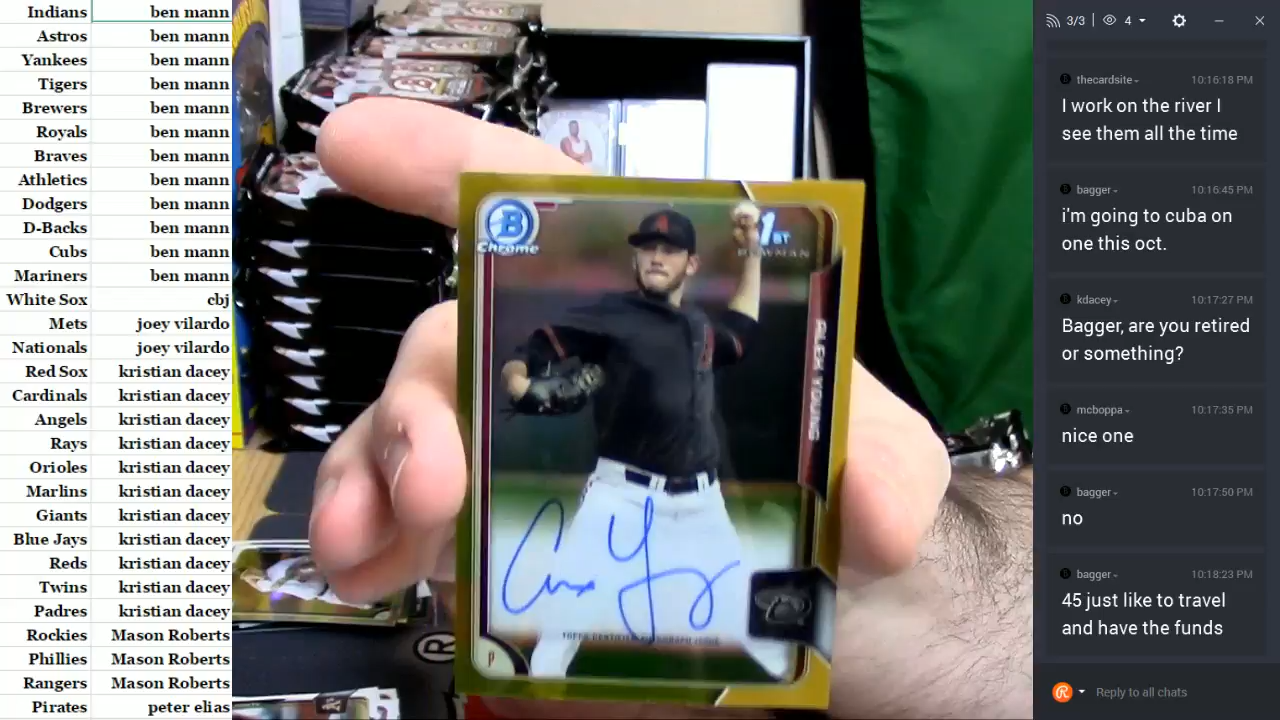 Indians ben mann
Astros ben mann
Yankees ben mann
Tigers ben mann
Brewers ben mann
Royals ben mann
Braves ben mann
Athletics ben mann
Dodgers ben mann
D-Backs ben mann
Cubs ben mann
Mariners ben mann
White Sox cbj
Mets joey vilardo
Nationals joey vilardo
Red Sox kristian dacey
Cardinals kristian dacey
Angels kristian dacey
Rays kristian dacey
Orioles kristian dacey
Marlins kristian dacey
Giants kristian dacey
Blue Jays kristian dacey
Reds kristian dacey
Twins kristian dacey
Padres kristian dacey
Rockies Mason Roberts
Phillies Mason Roberts
Rangers Mason Roberts
Pirates peter elias
B
Chrome
1ST
BOWMAN
A
ALEX YOUNG
TOPPS CERTIFIED AUTOGRAPH ISSUE
P
R
3/3 4
thecardsite 10:16:18 PM
I work on the river I
see them all the time
bagger 10:16:45 PM
i'm going to cuba on
one this oct.
kdacey 10:17:27 PM
Bagger, are you retired
or something?
mcboppa 10:17:35 PM
nice one
bagger 10:17:50 PM
no
bagger 10:18:23 PM
45 just like to travel
and have the funds
Reply to all chats